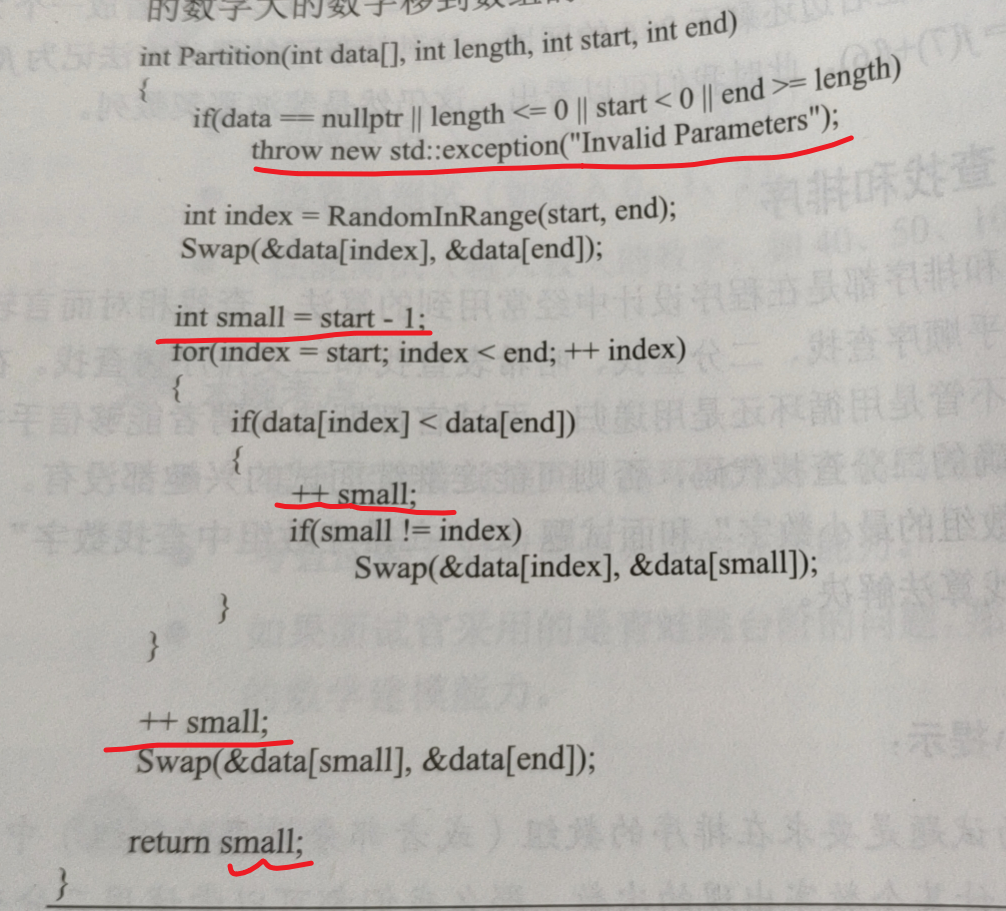 的数字大的数字移到数组的
int Partition(int data[], int length, int start, int end)
{
if(data == nullptr || length <= 0 || start < 0 || end >= length)
throw new std::exception("Invalid Parameters");
int index = RandomInRange(start, end);
Swap(&data[index], &data[end]);
int small = start - 1;
for(index = start; index < end; ++ index)
{
if(data[index] < data[end])
{
++ small;
if(small != index)
Swap(&data[index], &data[small]);
}
}
++ small;
Swap(&data[small], &data[end]);
return small;
}